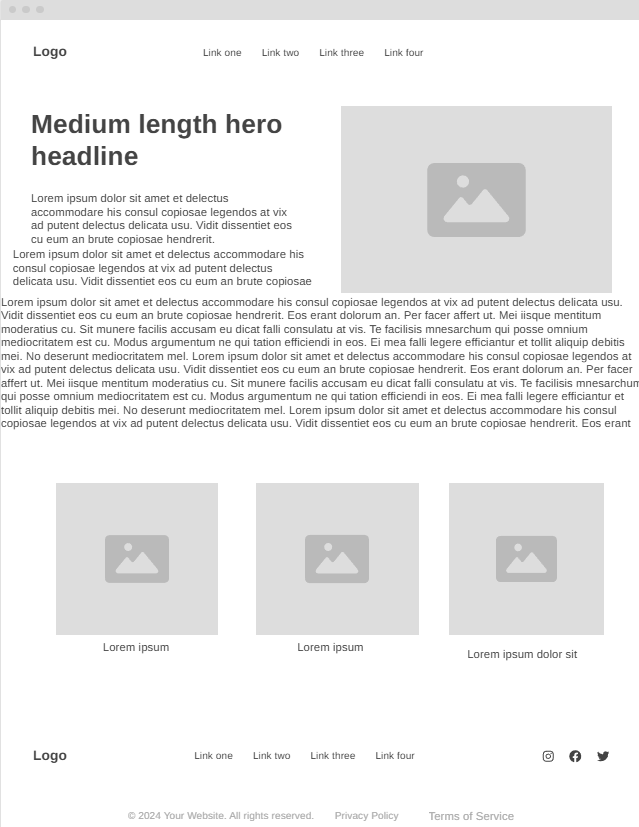 Logo
Link one Link two Link three Link four
Medium length hero
headline
Lorem ipsum dolor sit amet et delectus
accommodare his consul copiosae legendos at vix
ad putent delectus delicata usu. Vidit dissentiet eos
cu eum an brute copiosae hendrerit.
Lorem ipsum dolor sit amet et delectus accommodare his
consul copiosae legendos at vix ad putent delectus
delicata usu. Vidit dissentiet eos cu eum an brute copiosae
Lorem ipsum dolor sit amet et delectus accommodare his consul copiosae legendos at vix ad putent delectus delicata usu.
Vidit dissentiet eos cu eum an brute copiosae hendrerit. Eos erant dolorum an. Per facer affert ut. Mei iisque mentitum
moderatius cu. Sit munere facilis accusam eu dicat falli consulatu at vis. Te facilisis mnesarchum qui posse omnium
mediocritatem est cu. Modus argumentum ne qui tation efficiendi in eos. Ei mea falli legere efficiantur et tollit aliquip debitis
mei. No deserunt mediocritatem mel. Lorem ipsum dolor sit amet et delectus accommodare his consul copiosae legendos at
vix ad putent delectus delicata usu. Vidit dissentiet eos cu eum an brute copiosae hendrerit. Eos erant dolorum an. Per facer
affert ut. Mei iisque mentitum moderatius cu. Sit munere facilis accusam eu dicat falli consulatu at vis. Te facilisis mnesarchum
qui posse omnium mediocritatem est cu. Modus argumentum ne qui tation efficiendi in eos. Ei mea falli legere efficiantur et
tollit aliquip debitis mei. No deserunt mediocritatem mel. Lorem ipsum dolor sit amet et delectus accommodare his consul
copiosae legendos at vix ad putent delectus delicata usu. Vidit dissentiet eos cu eum an brute copiosae hendrerit. Eos erant
Lorem ipsum
Lorem ipsum
Lorem ipsum dolor sit
Logo
Link one Link two Link three Link four
© 2024 Your Website. All rights reserved. Privacy Policy Terms of Service